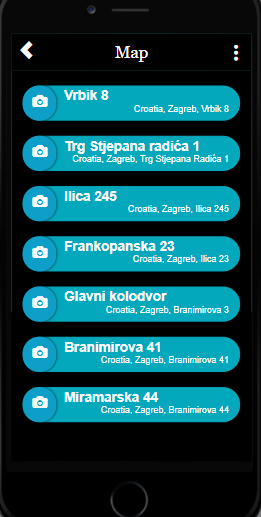 Map
Vrbik 8
Croatia, Zagreb, Vrbik 8
Trg Stjepana radića 1
Croatia, Zagreb, Trg Stjepana Radića 1
Ilica 245
Croatia, Zagreb, Ilica 245
Frankopanska 23
Croatia, Zagreb, Ilica 23
Glavni kolodvor
Croatia, Zagreb, Branimirova 3
Branimirova 41
Croatia, Zagreb, Branimirova 41
Miramarska 44
Croatia, Zagreb, Branimirova 44